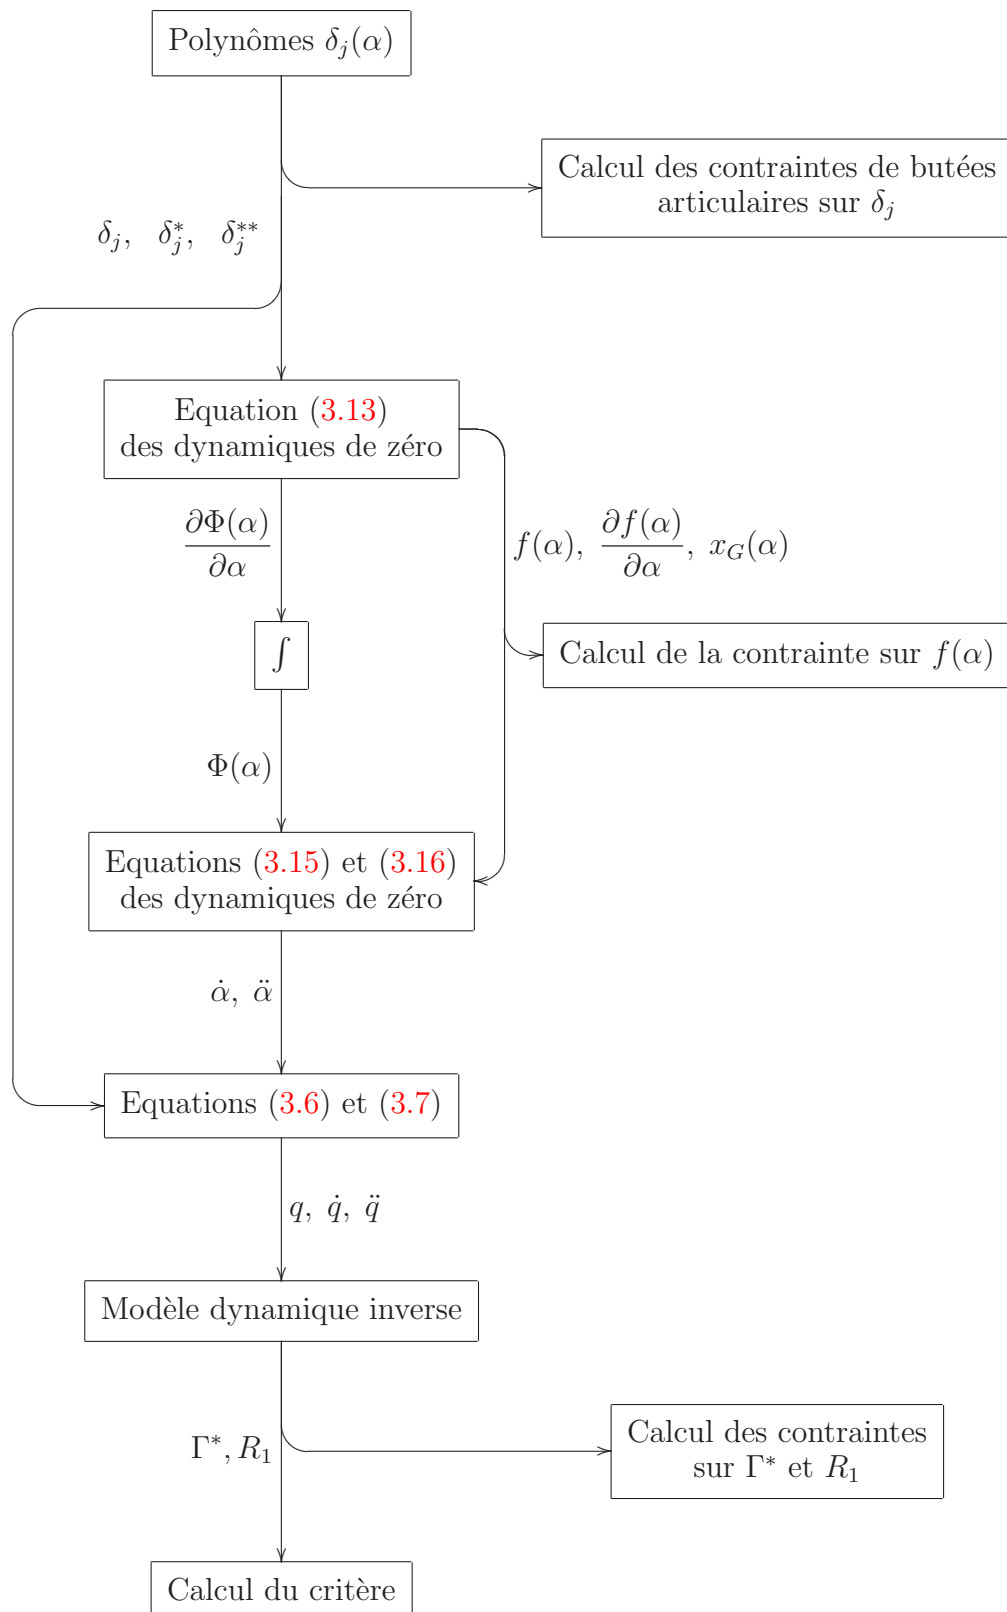 Polynômes δ_j(α)
Calcul des contraintes de butées
articulaires sur δ_j
δ_j, δ_j^*, δ_j^{**}
Equation (3.13)
des dynamiques de zéro
∂Φ(α)
∂α
f(α), ∂f(α)/∂α, x_G(α)
∫
Calcul de la contrainte sur f(α)
Φ(α)
Equations (3.15) et (3.16)
des dynamiques de zéro
α̇, α̈
Equations (3.6) et (3.7)
q, q̇, q̈
Modèle dynamique inverse
Γ*, R_1
Calcul des contraintes
sur Γ* et R_1
Calcul du critère